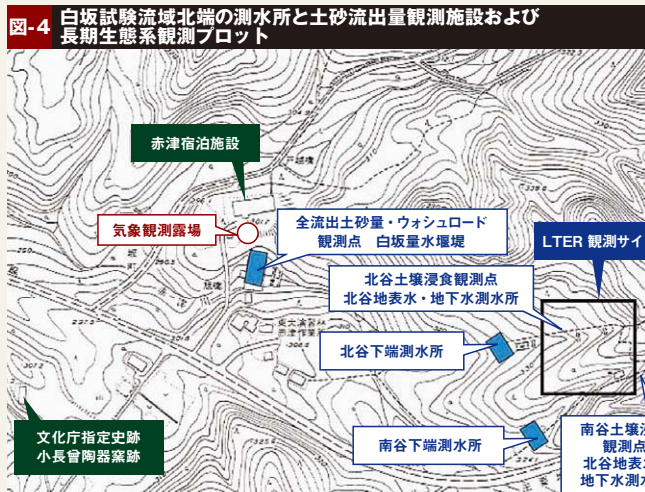 図-4 白坂試験流域北端の測水所と土砂流出量観測施設および
長期生態系観測プロット
赤津宿泊施設
気象観測露場
全流出土砂量・ウォシュロード
観測点 白坂量水堰堤
LTER 観測サイ
北谷土壌浸食観測点
北谷地表水・地下水測水所
北谷下端測水所
南谷下端測水所
文化庁指定史跡
小長曾陶器窯跡
南谷土壌浸
観測点
北谷地表水
地下水測水